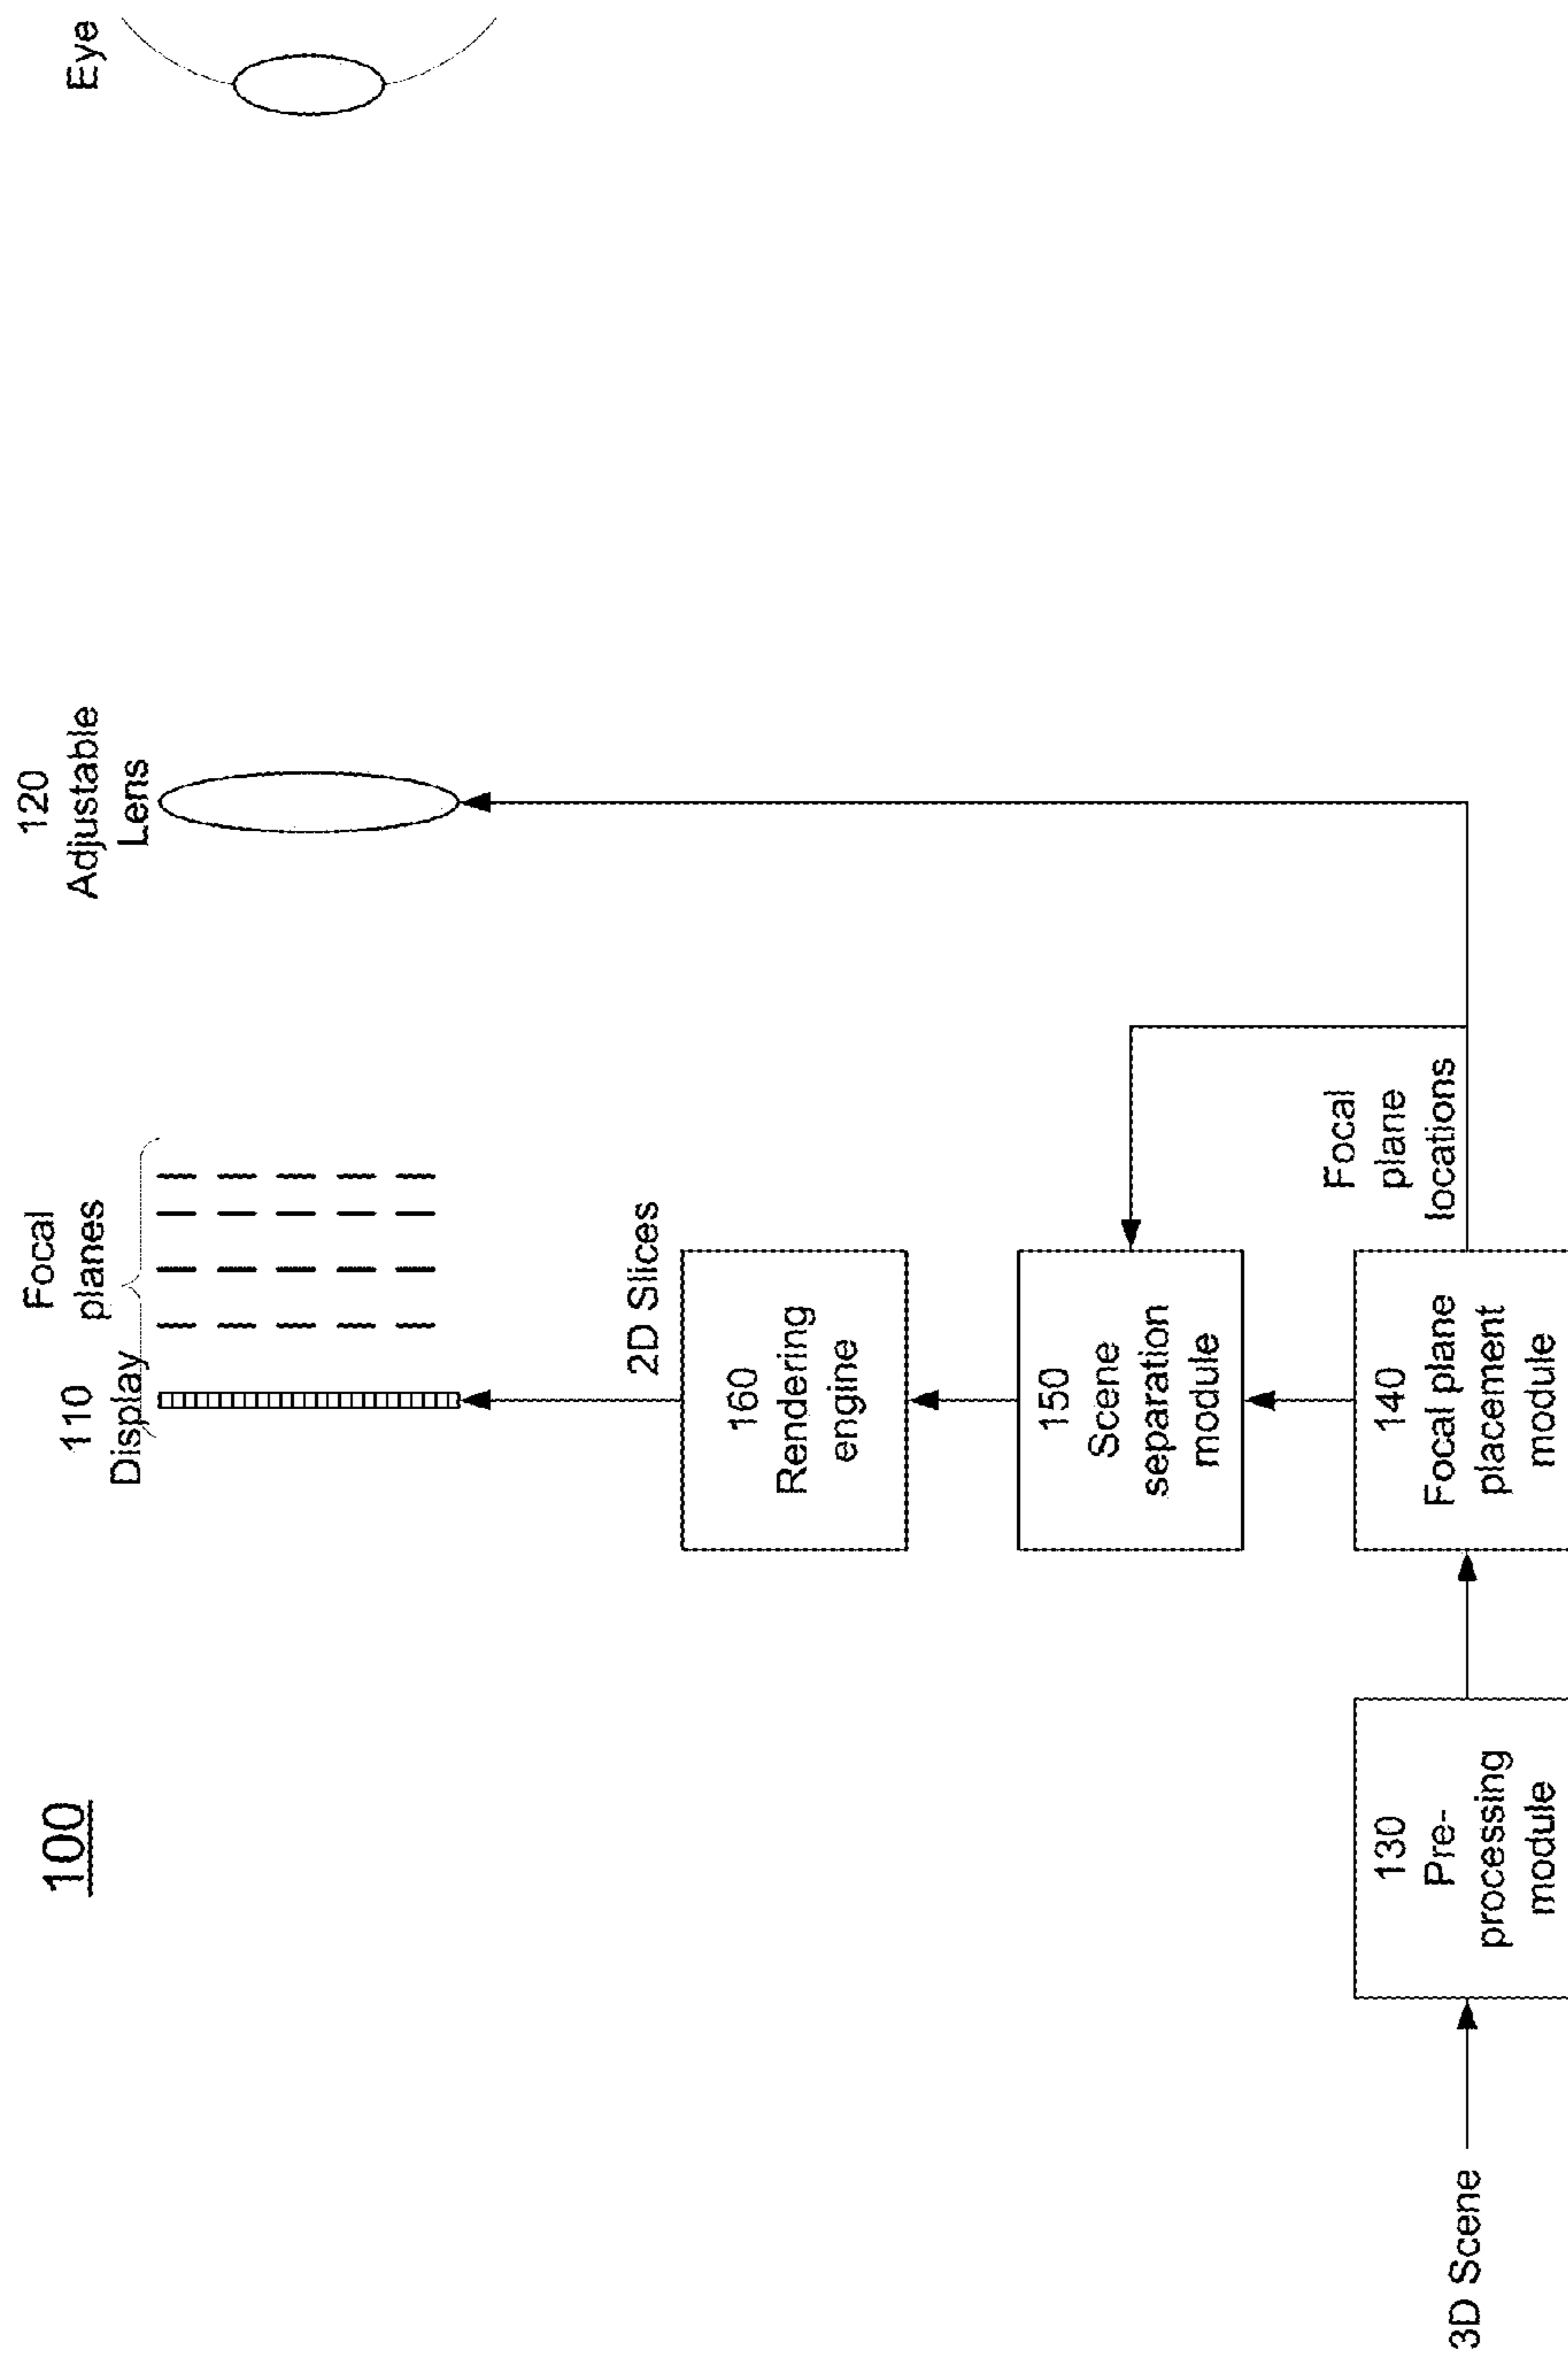 100
110
Display
Focal
planes
120
Adjustable
Lens
Eye
2D Slices
160
Rendering
engine
150
Scene
separation
module
Focal
plane
locations
3D Scene
130
Pre-
processing
module
140
Focal plane
placement
module